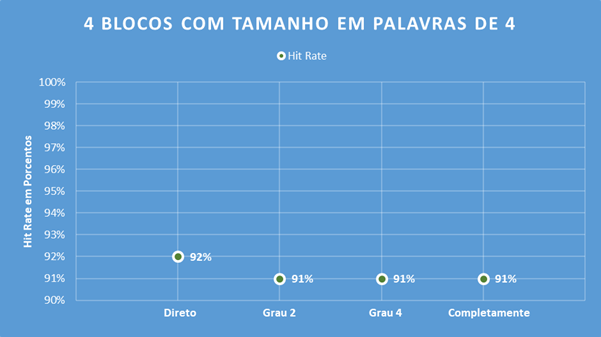 4 BLOCOS COM TAMANHO EM PALAVRAS DE 4
Hit Rate
Hit Rate em Porcentos
100%
99%
98%
97%
96%
95%
94%
93%
92%
91%
90%
92%
91%
91%
91%
Direto
Grau 2
Grau 4
Completamente